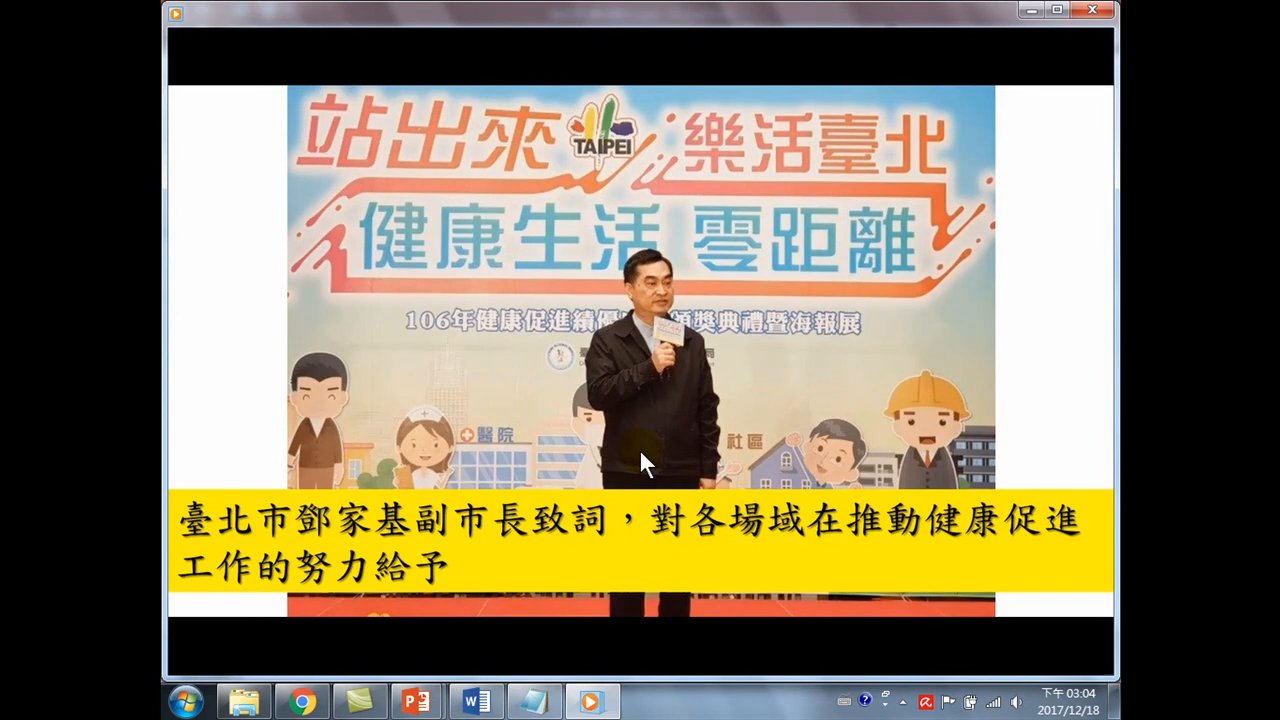 站出來
TAIPEI
樂活臺北
健康生活 零距離
106年健康促進績優
頒獎典禮暨海報展
醫院
社區
臺北市鄧家基副市長致詞，對各場域在推動健康促進
工作的努力給予
下午 03:04
2017/12/18